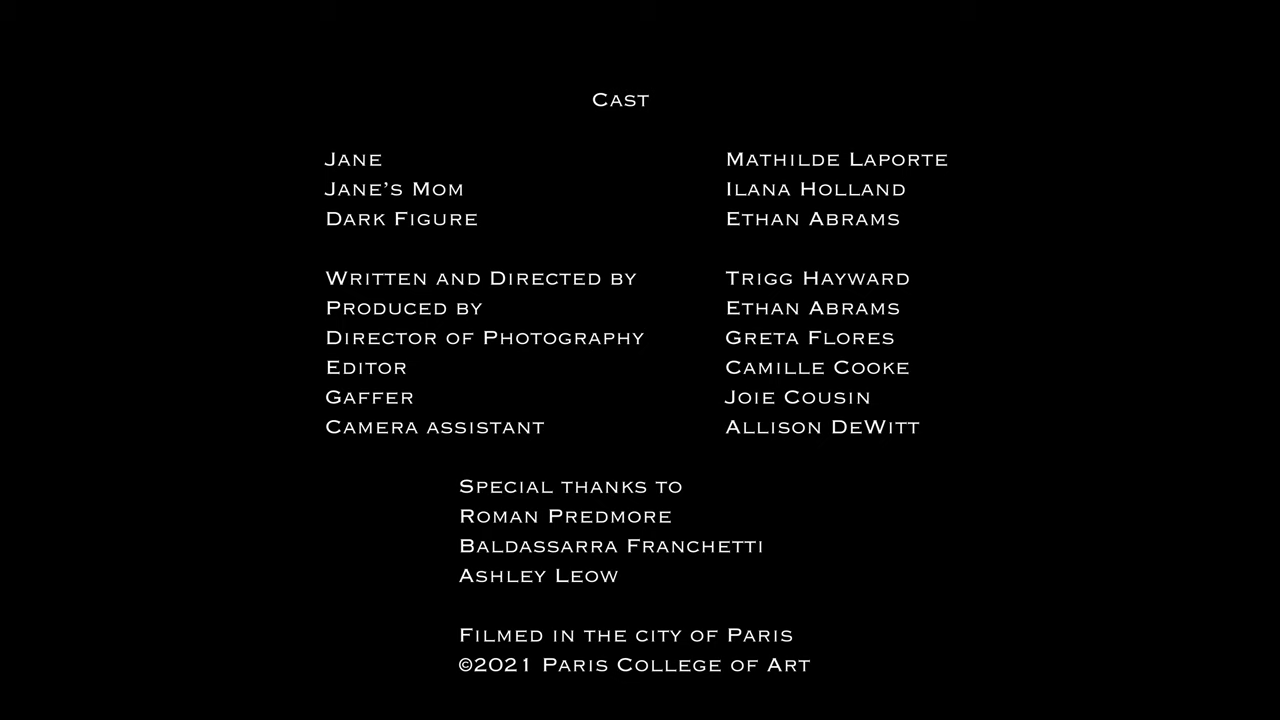 Cast
Jane Mathilde Laporte
Jane's Mom Ilana Holland
Dark Figure Ethan Abrams
Written and Directed by Trigg Hayward
Produced by Ethan Abrams
Director of Photography Greta Flores
Editor Camille Cooke
Gaffer Joie Cousin
Camera assistant Allison DeWitt
Special thanks to
Roman Predmore
Baldassarra Franchetti
Ashley Leow
Filmed in the city of Paris
©2021 Paris College of Art